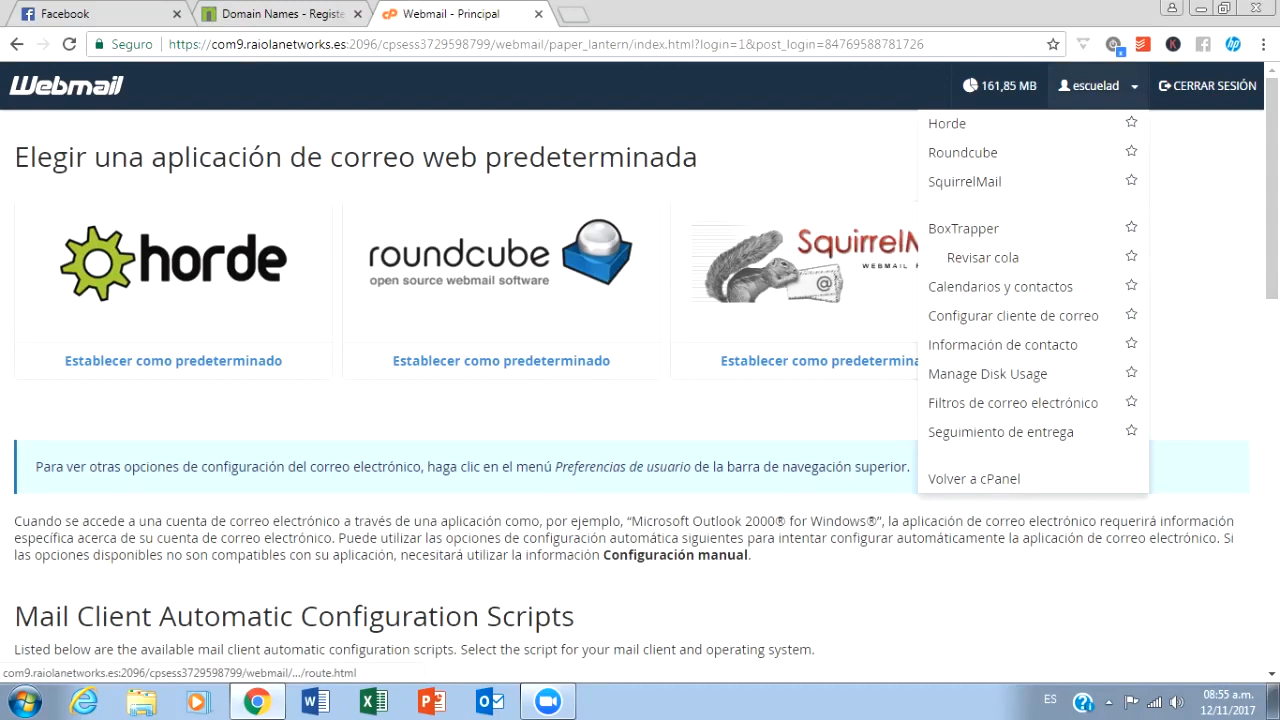 Facebook
Domain Names - Registe
Webmail - Principal
Seguro
https://com9.raiolanetworks.es:2096/cpsess3729598799/webmail/paper_lantern/index.html?login=1&post_login=84769588781726
Webmail
161,85 MB
escuelad
CERRAR SESIÓN
Elegir una aplicación de correo web predeterminada
horde
roundcube
open source webmail software
SquirrelM
WEBMAIL
@
Establecer como predeterminado
Establecer como predeterminado
Establecer como predetermina
Horde
Roundcube
SquirrelMail
BoxTrapper
Revisar cola
Calendarios y contactos
Configurar cliente de correo
Información de contacto
Manage Disk Usage
Filtros de correo electrónico
Seguimiento de entrega
Volver a cPanel
Para ver otras opciones de configuración del correo electrónico, haga clic en el menú Preferencias de usuario de la barra de navegación superior.
Cuando se accede a una cuenta de correo electrónico a través de una aplicación como, por ejemplo, “Microsoft Outlook 2000® for Windows®”, la aplicación de correo electrónico requerirá información
específica acerca de su cuenta de correo electrónico. Puede utilizar las opciones de configuración automática siguientes para intentar configurar automáticamente la aplicación de correo electrónico. Si
las opciones disponibles no son compatibles con su aplicación, necesitará utilizar la información Configuración manual.
Mail Client Automatic Configuration Scripts
Listed below are the available mail client automatic configuration scripts. Select the script for your mail client and operating system.
com9.raiolanetworks.es:2096/cpsess3729598799/webmail/.../route.html
ES
08:55 a.m.
12/11/2017